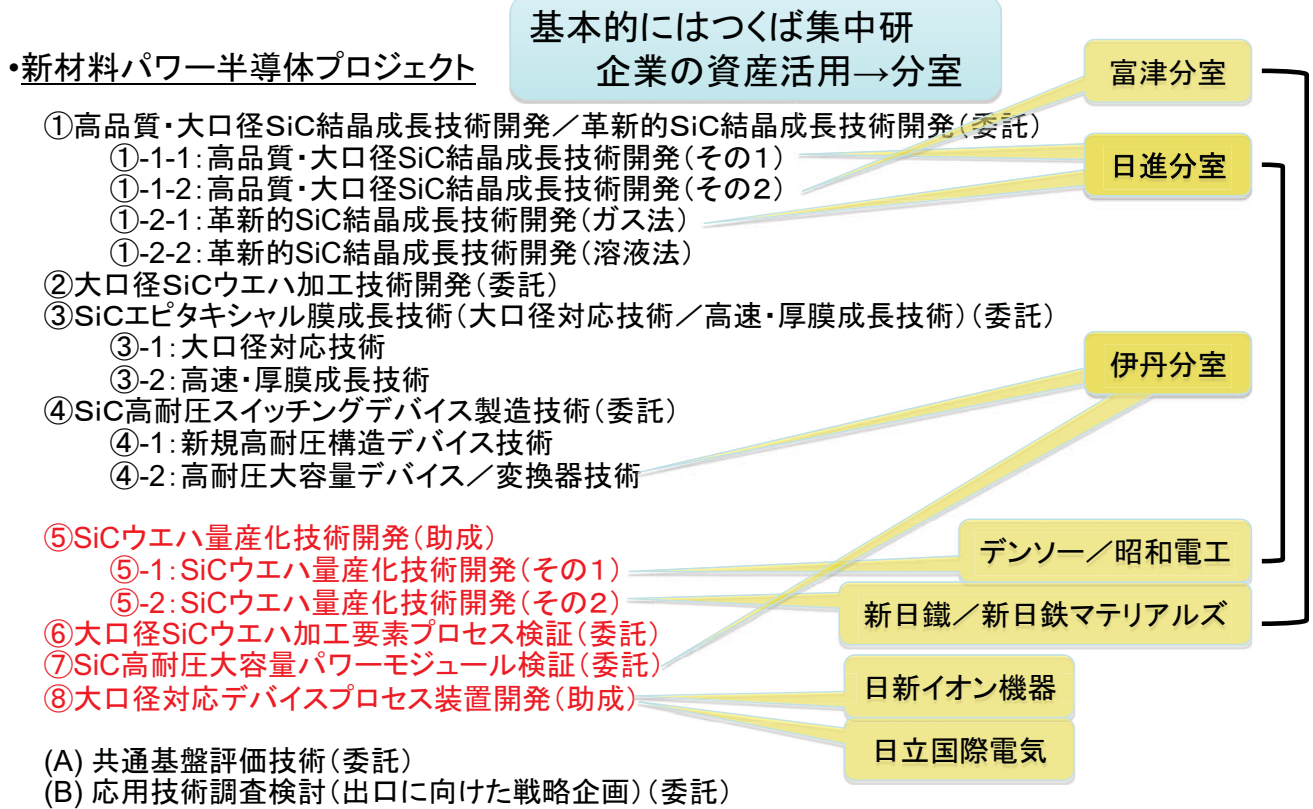 基本的にはつくば集中研
企業の資産活用→分室
•新材料パワー半導体プロジェクト
①高品質・大口径SiC結晶成長技術開発／革新的SiC結晶成長技術開発(委託)
①-1-1：高品質・大口径SiC結晶成長技術開発(その１)
①-1-2：高品質・大口径SiC結晶成長技術開発(その２)
①-2-1：革新的SiC結晶成長技術開発(ガス法)
①-2-2：革新的SiC結晶成長技術開発(溶液法)
②大口径SiCウエハ加工技術開発(委託)
③SiCエピタキシャル膜成長技術(大口径対応技術／高速・厚膜成長技術)(委託)
③-1：大口径対応技術
③-2：高速・厚膜成長技術
④SiC高耐圧スイッチングデバイス製造技術(委託)
④-1：新規高耐圧構造デバイス技術
④-2：高耐圧大容量デバイス／変換器技術
⑤SiCウエハ量産化技術開発(助成)
⑤-1：SiCウエハ量産化技術開発(その１)
⑤-2：SiCウエハ量産化技術開発(その２)
⑥大口径SiCウエハ加工要素プロセス検証(委託)
⑦SiC高耐圧大容量パワーモジュール検証(委託)
⑧大口径対応デバイスプロセス装置開発(助成)
(A) 共通基盤評価技術(委託)
(B) 応用技術調査検討(出口に向けた戦略企画)(委託)
富津分室
日進分室
伊丹分室
デンソー／昭和電工
新日鐵／新日鉄マテリアルズ
日新イオン機器
日立国際電気